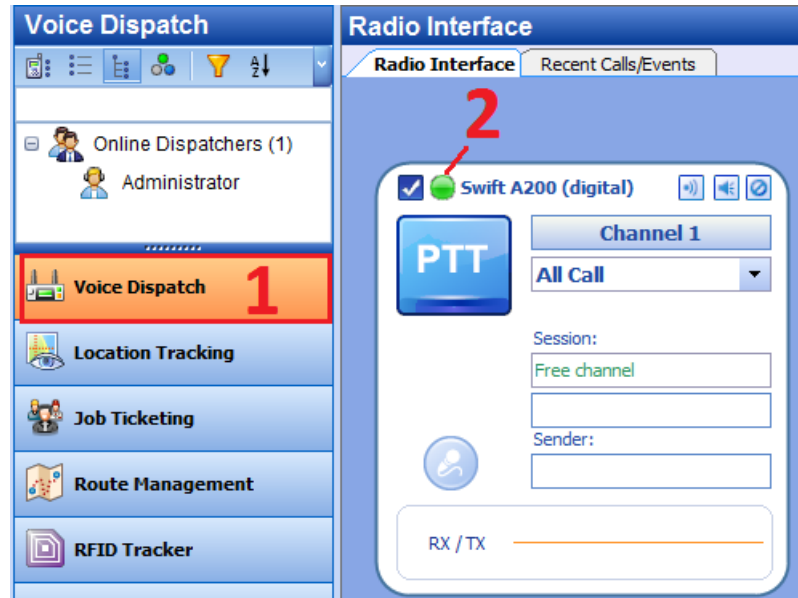 Voice Dispatch
Online Dispatchers (1)
Administrator
Voice Dispatch
1
Location Tracking
Job Ticketing
Route Management
RFID Tracker
Radio Interface
Radio Interface
Recent Calls/Events
2
Swift A200 (digital)
PTT
Channel 1
All Call
Session:
Free channel
Sender:
RX / TX